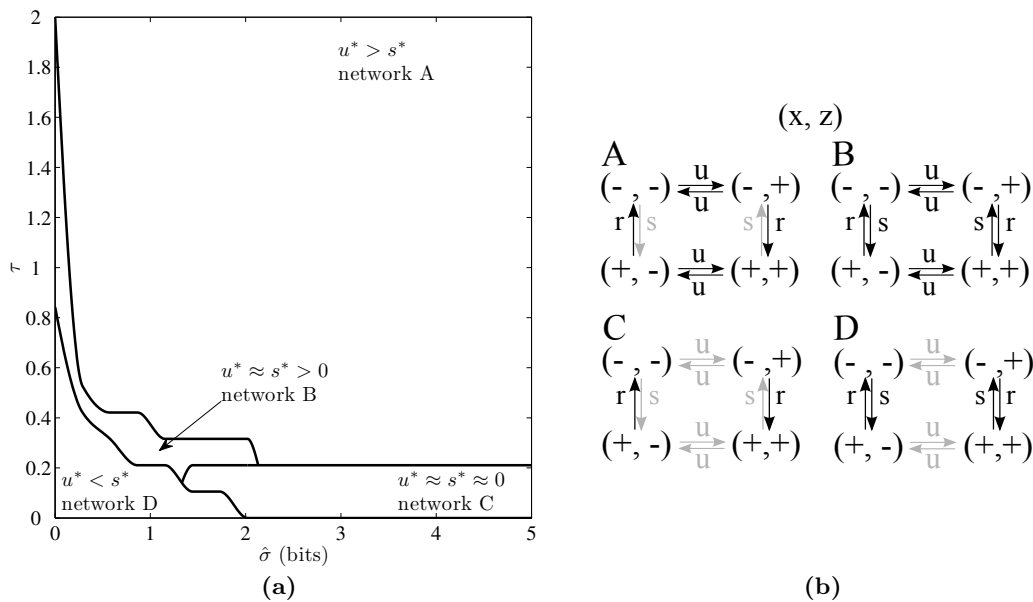 2
1.8
1.6
1.4
1.2
1
0.8
0.6
0.4
0.2
0
τ
u* > s*
network A
u* ≈ s* > 0
network B
u* < s*
network D
u* ≈ s* ≈ 0
network C
0 1 2 3 4 5
σ̂ (bits)
(a)
(x, z)
A
(- , -) u (- ,+)
u
r s s r
(+, -) u (+,+)
u
B
(- , -) u (- , +)
u
r s s r
(+, -) u (+,+)
u
C
(- , -) u (- , +)
u
r s s r
(+, -) u (+,+)
u
D
(- , -) u (- , +)
u
r s s r
(+, -) u (+,+)
u
(b)